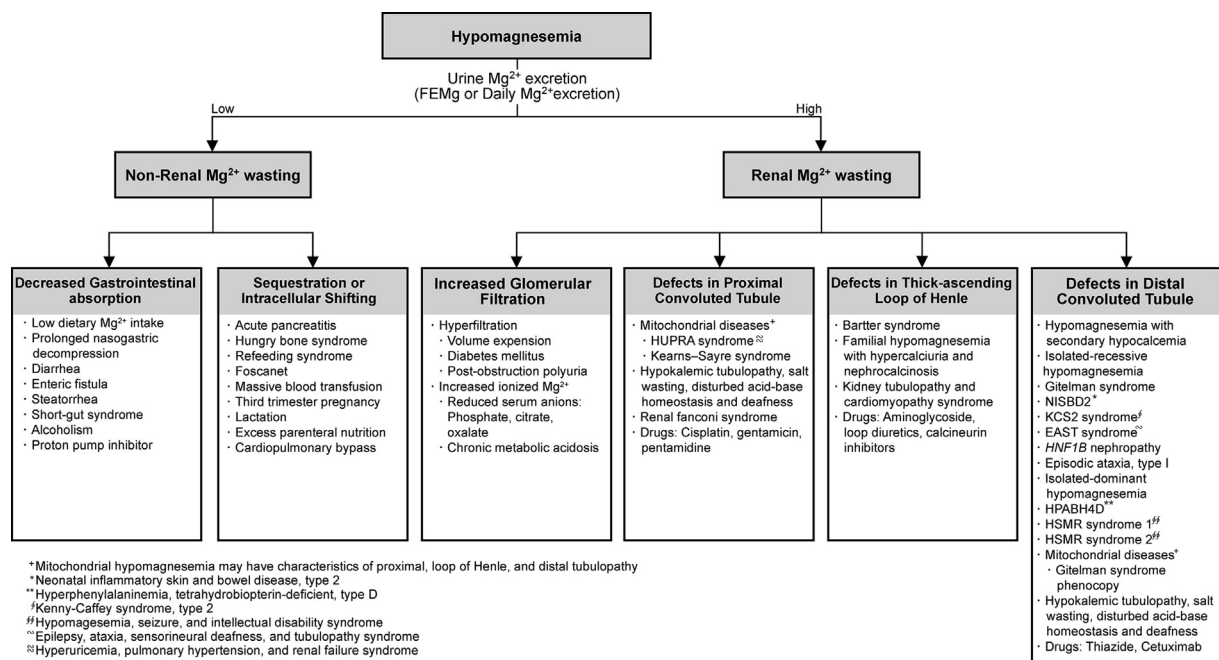 Hypomagnesemia
Urine Mg²⁺ excretion
(FEMg or Daily Mg²⁺excretion)
Low
High
Non-Renal Mg²⁺ wasting
Renal Mg²⁺ wasting
Decreased Gastrointestinal
absorption
· Low dietary Mg²⁺ intake
· Prolonged nasogastric
decompression
· Diarrhea
· Enteric fistula
· Steatorrhea
· Short-gut syndrome
· Alcoholism
· Proton pump inhibitor
Sequestration or
Intracellular Shifting
· Acute pancreatitis
· Hungry bone syndrome
· Refeeding syndrome
· Foscanet
· Massive blood transfusion
· Third trimester pregnancy
· Lactation
· Excess parenteral nutrition
· Cardiopulmonary bypass
Increased Glomerular
Filtration
· Hyperfiltration
· Volume expansion
· Diabetes mellitus
· Post-obstruction polyuria
· Increased ionized Mg²⁺
· Reduced serum anions:
Phosphate, citrate,
oxalate
· Chronic metabolic acidosis
Defects in Proximal
Convoluted Tubule
· Mitochondrial diseases⁺
· HUPRA syndrome ≈
· Kearns–Sayre syndrome
· Hypokalemic tubulopathy, salt
wasting, disturbed acid-base
homeostasis and deafness
· Renal fanconi syndrome
· Drugs: Cisplatin, gentamicin,
pentamidine
Defects in Thick-ascending
Loop of Henle
· Bartter syndrome
· Familial hypomagnesemia
with hypercalciuria and
nephrocalcinosis
· Kidney tubulopathy and
cardiomyopathy syndrome
· Drugs: Aminoglycoside,
loop diuretics, calcineurin
inhibitors
Defects in Distal
Convoluted Tubule
· Hypomagnesemia with
secondary hypocalcemia
· Isolated-recessive
hypomagnesemia
· Gitelman syndrome
· NISBD2*
· KCS2 syndrome∮
· EAST syndrome~
· HNF1B nephropathy
· Episodic ataxia, type I
· Isolated-dominant
hypomagnesemia
· HPABH4D**
· HSMR syndrome 1∮∮
· HSMR syndrome 2∮∮
· Mitochondrial diseases⁺
· Gitelman syndrome
phenocopy
· Hypokalemic tubulopathy, salt
wasting, disturbed acid-base
homeostasis and deafness
· Drugs: Thiazide, Cetuximab
⁺Mitochondrial hypomagnesemia may have characteristics of proximal, loop of Henle, and distal tubulopathy
*Neonatal inflammatory skin and bowel disease, type 2
**Hyperphenylalaninemia, tetrahydrobiopterin-deficient, type D
∮Kenny-Caffey syndrome, type 2
∮∮Hypomagesemia, seizure, and intellectual disability syndrome
~Epilepsy, ataxia, sensorineural deafness, and tubulopathy syndrome
≈Hyperuricemia, pulmonary hypertension, and renal failure syndrome